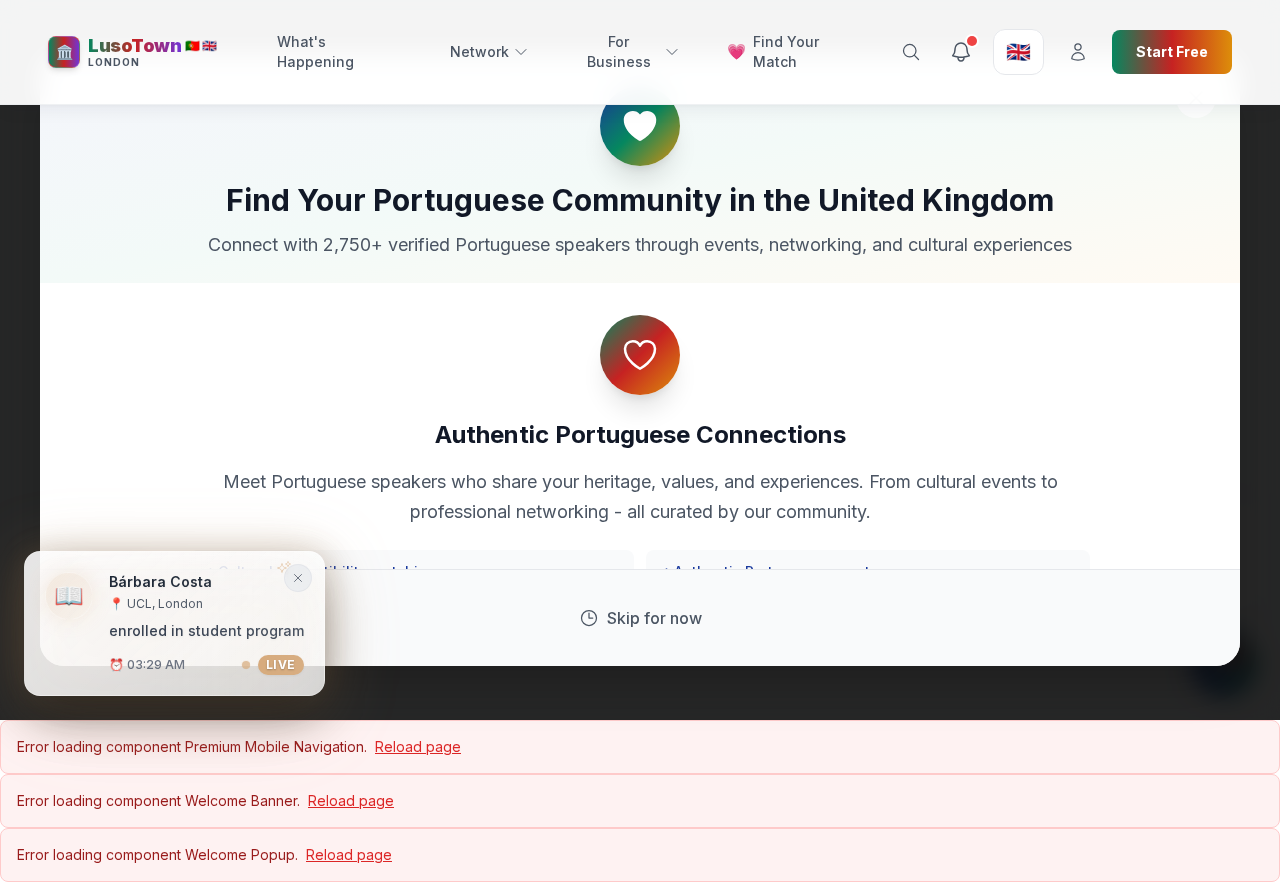 LusoTown 🇵🇹 🇬🇧
LONDON
What's
Happening
Network
For
Business
Find Your
Match
Start Free
Find Your Portuguese Community in the United Kingdom
Connect with 2,750+ verified Portuguese speakers through events, networking, and cultural experiences
Authentic Portuguese Connections
Meet Portuguese speakers who share your heritage, values, and experiences. From cultural events to
professional networking - all curated by our community.
Bárbara Costa
📍 UCL, London
enrolled in student program
⏰ 03:29 AM
LIVE
Skip for now
Error loading component Premium Mobile Navigation. Reload page
Error loading component Welcome Banner. Reload page
Error loading component Welcome Popup. Reload page